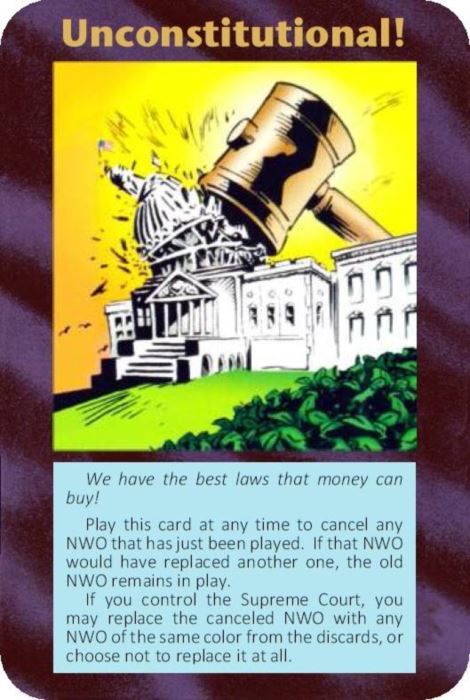 Unconstitutional!
We have the best laws that money can
buy!
Play this card at any time to cancel any
NWO that has just been played. If that NWO
would have replaced another one, the old
NWO remains in play.
If you control the Supreme Court, you
may replace the canceled NWO with any
NWO of the same color from the discards, or
choose not to replace it at all.